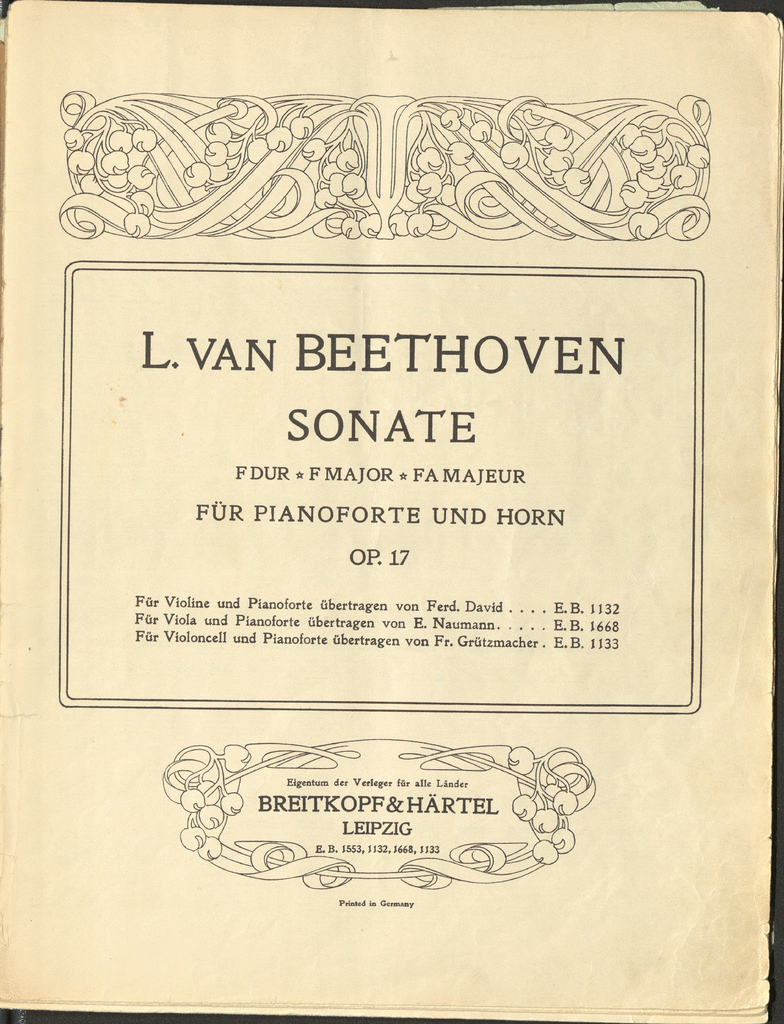 L. VAN BEETHOVEN
SONATE
F DUR ☆ F MAJOR ☆ FA MAJEUR
FÜR PIANOFORTE UND HORN
OP. 17
Für Violine und Pianoforte übertragen von Ferd. David . . . . E. B. 1132
Für Viola und Pianoforte übertragen von E. Naumann. . . . . E. B. 1668
Für Violoncell und Pianoforte übertragen von Fr. Grützmacher . E. B. 1133
Eigentum der Verleger für alle Länder
BREITKOPF & HÄRTEL
LEIPZIG
E. B. 1553, 1132, 1668, 1133
Printed in Germany